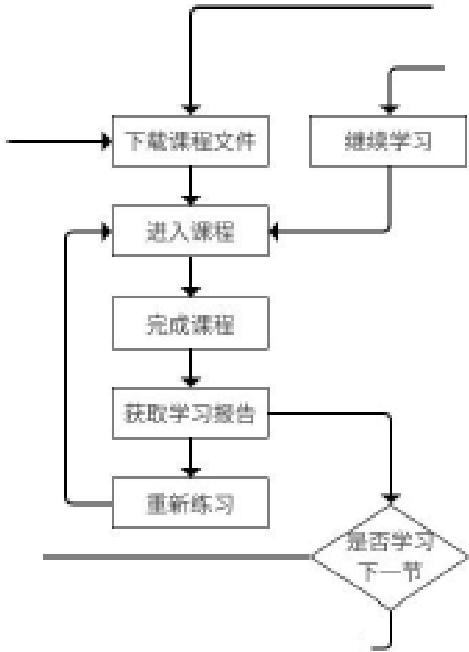 下载课程文件
继续学习
进入课程
完成课程
获取学习报告
重新练习
是否学习
下一节